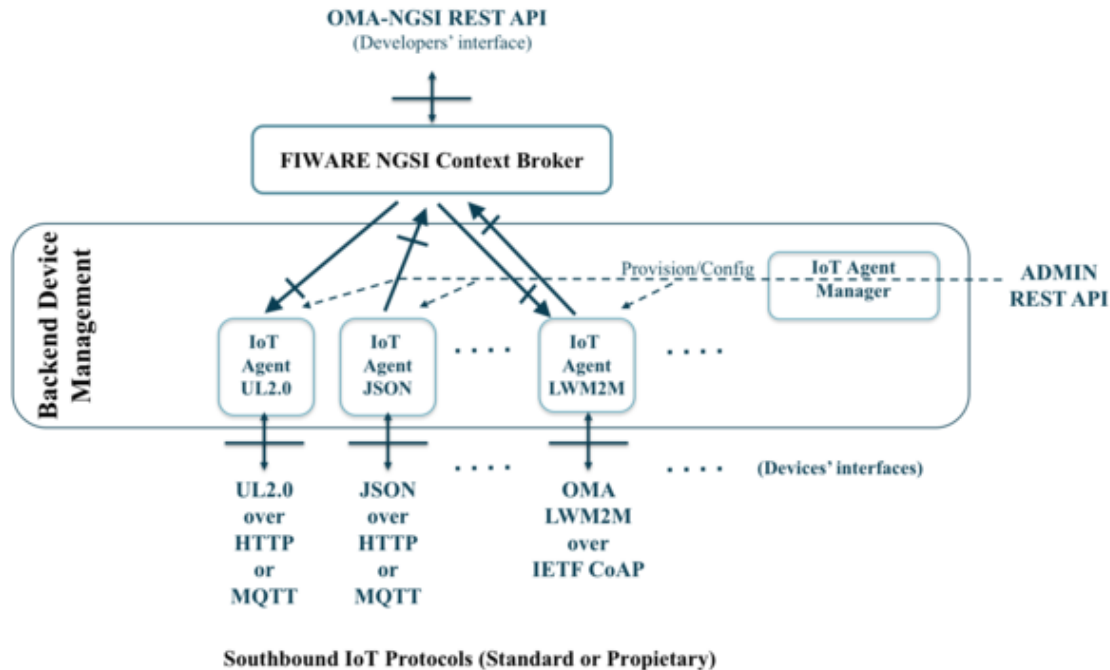 OMA-NGSI REST API
(Developers' interface)
FIWARE NGSI Context Broker
Backend Device
Management
Provision/Config
IoT Agent
Manager
ADMIN
REST API
IoT
Agent
UL2.0
IoT
Agent
JSON
. . . .
IoT
Agent
LWM2M
. . . .
. . . .
. . . .
(Devices' interfaces)
UL2.0
over
HTTP
or
MQTT
JSON
over
HTTP
or
MQTT
OMA
LWM2M
over
IETF CoAP
Southbound IoT Protocols (Standard or Propietary)